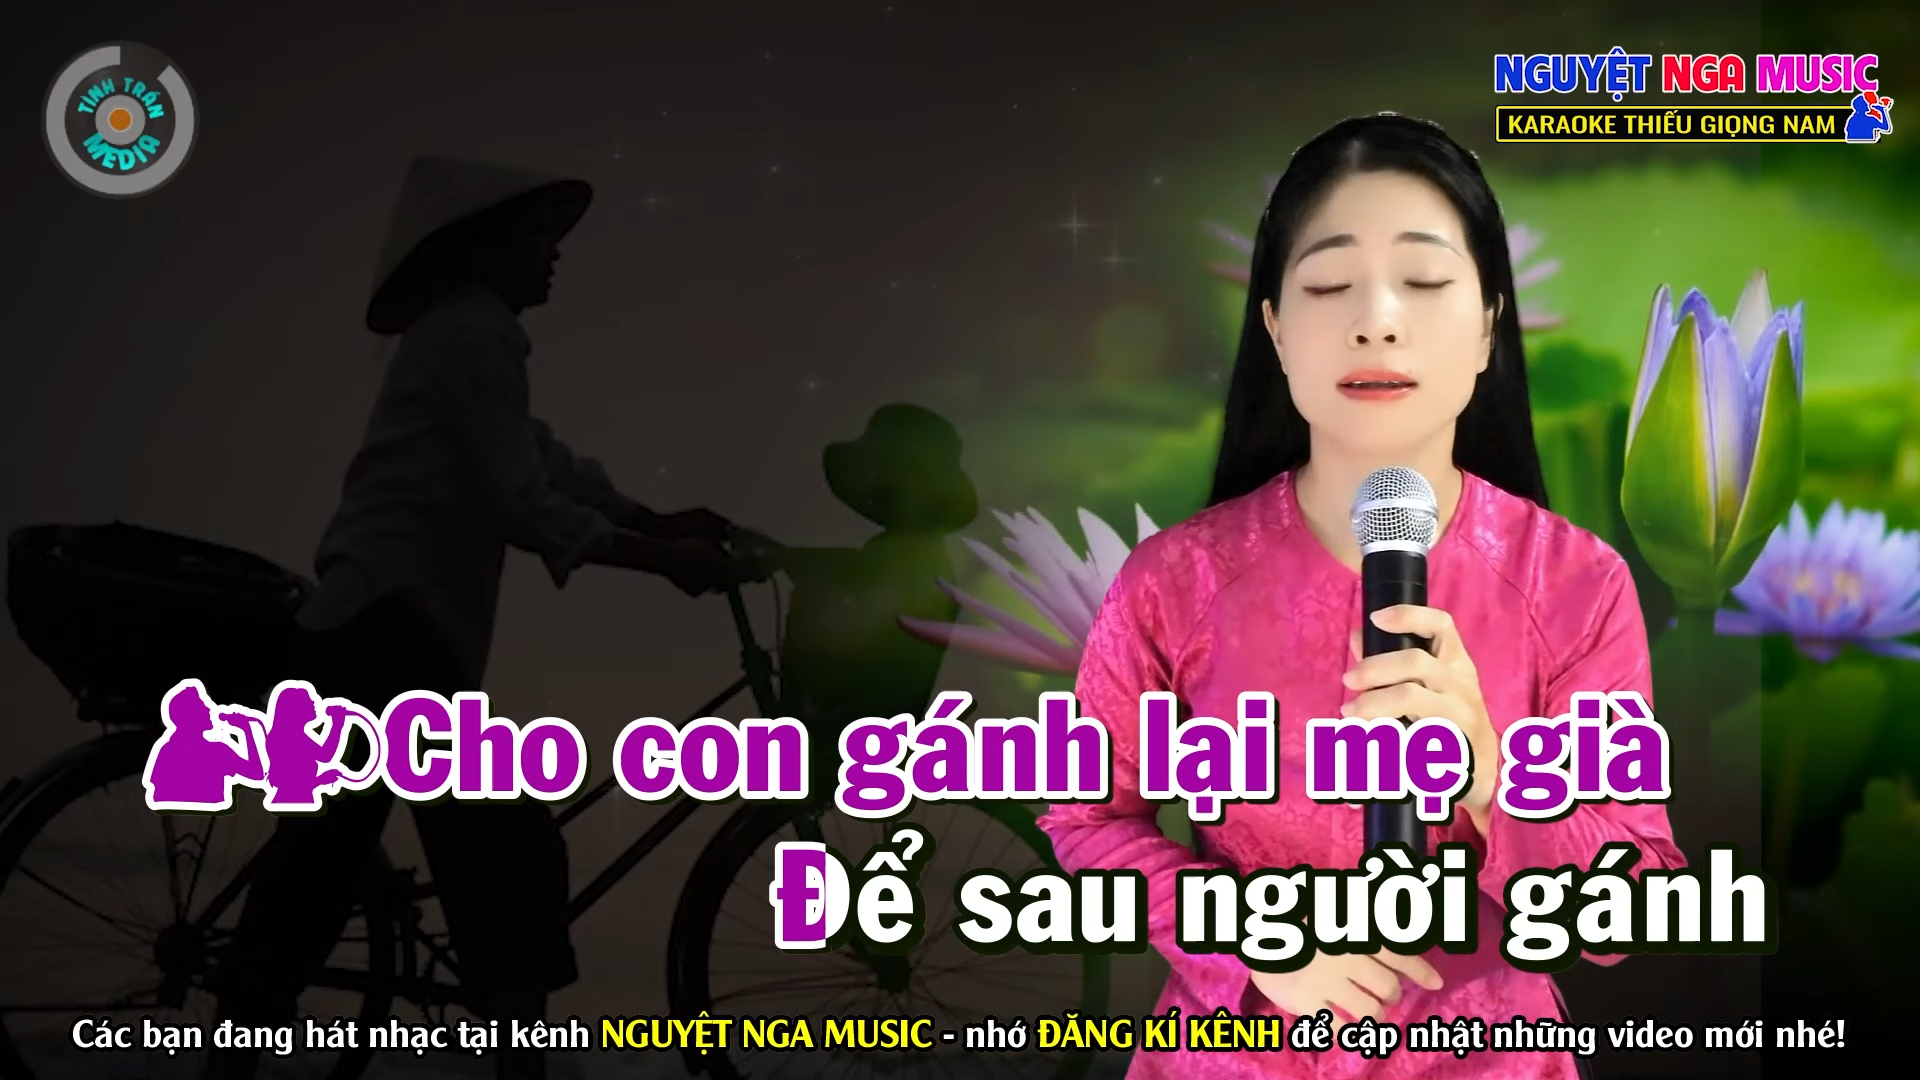 TÌNH TRẦN
MEDIA
NGUYỆT NGA MUSIC
KARAOKE THIẾU GIỌNG NAM
Cho con gánh lại mẹ già
Để sau người gánh
Các bạn đang hát nhạc tại kênh NGUYỆT NGA MUSIC - nhớ ĐĂNG KÍ KÊNH để cập nhật những video mới nhé!